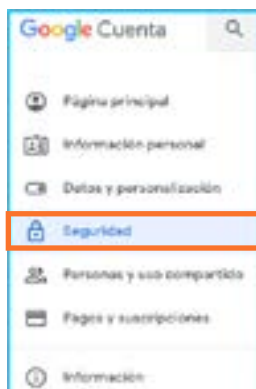 Google Cuenta
Página principal
Información personal
Datos y personalización
Seguridad
Personas y uso compartido
Pagos y suscripciones
Información